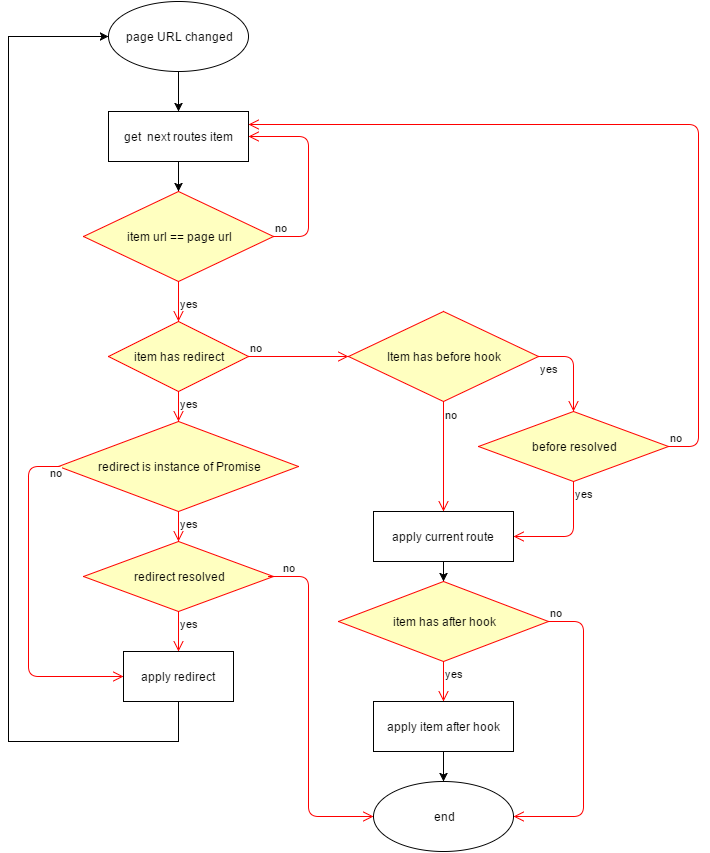 page URL changed
get next routes item
item url == page url
no
yes
item has redirect
no
Item has before hook
yes
yes
no
before resolved
no
redirect is instance of Promise
no
yes
yes
apply current route
redirect resolved
no
item has after hook
no
yes
apply redirect
yes
apply item after hook
end